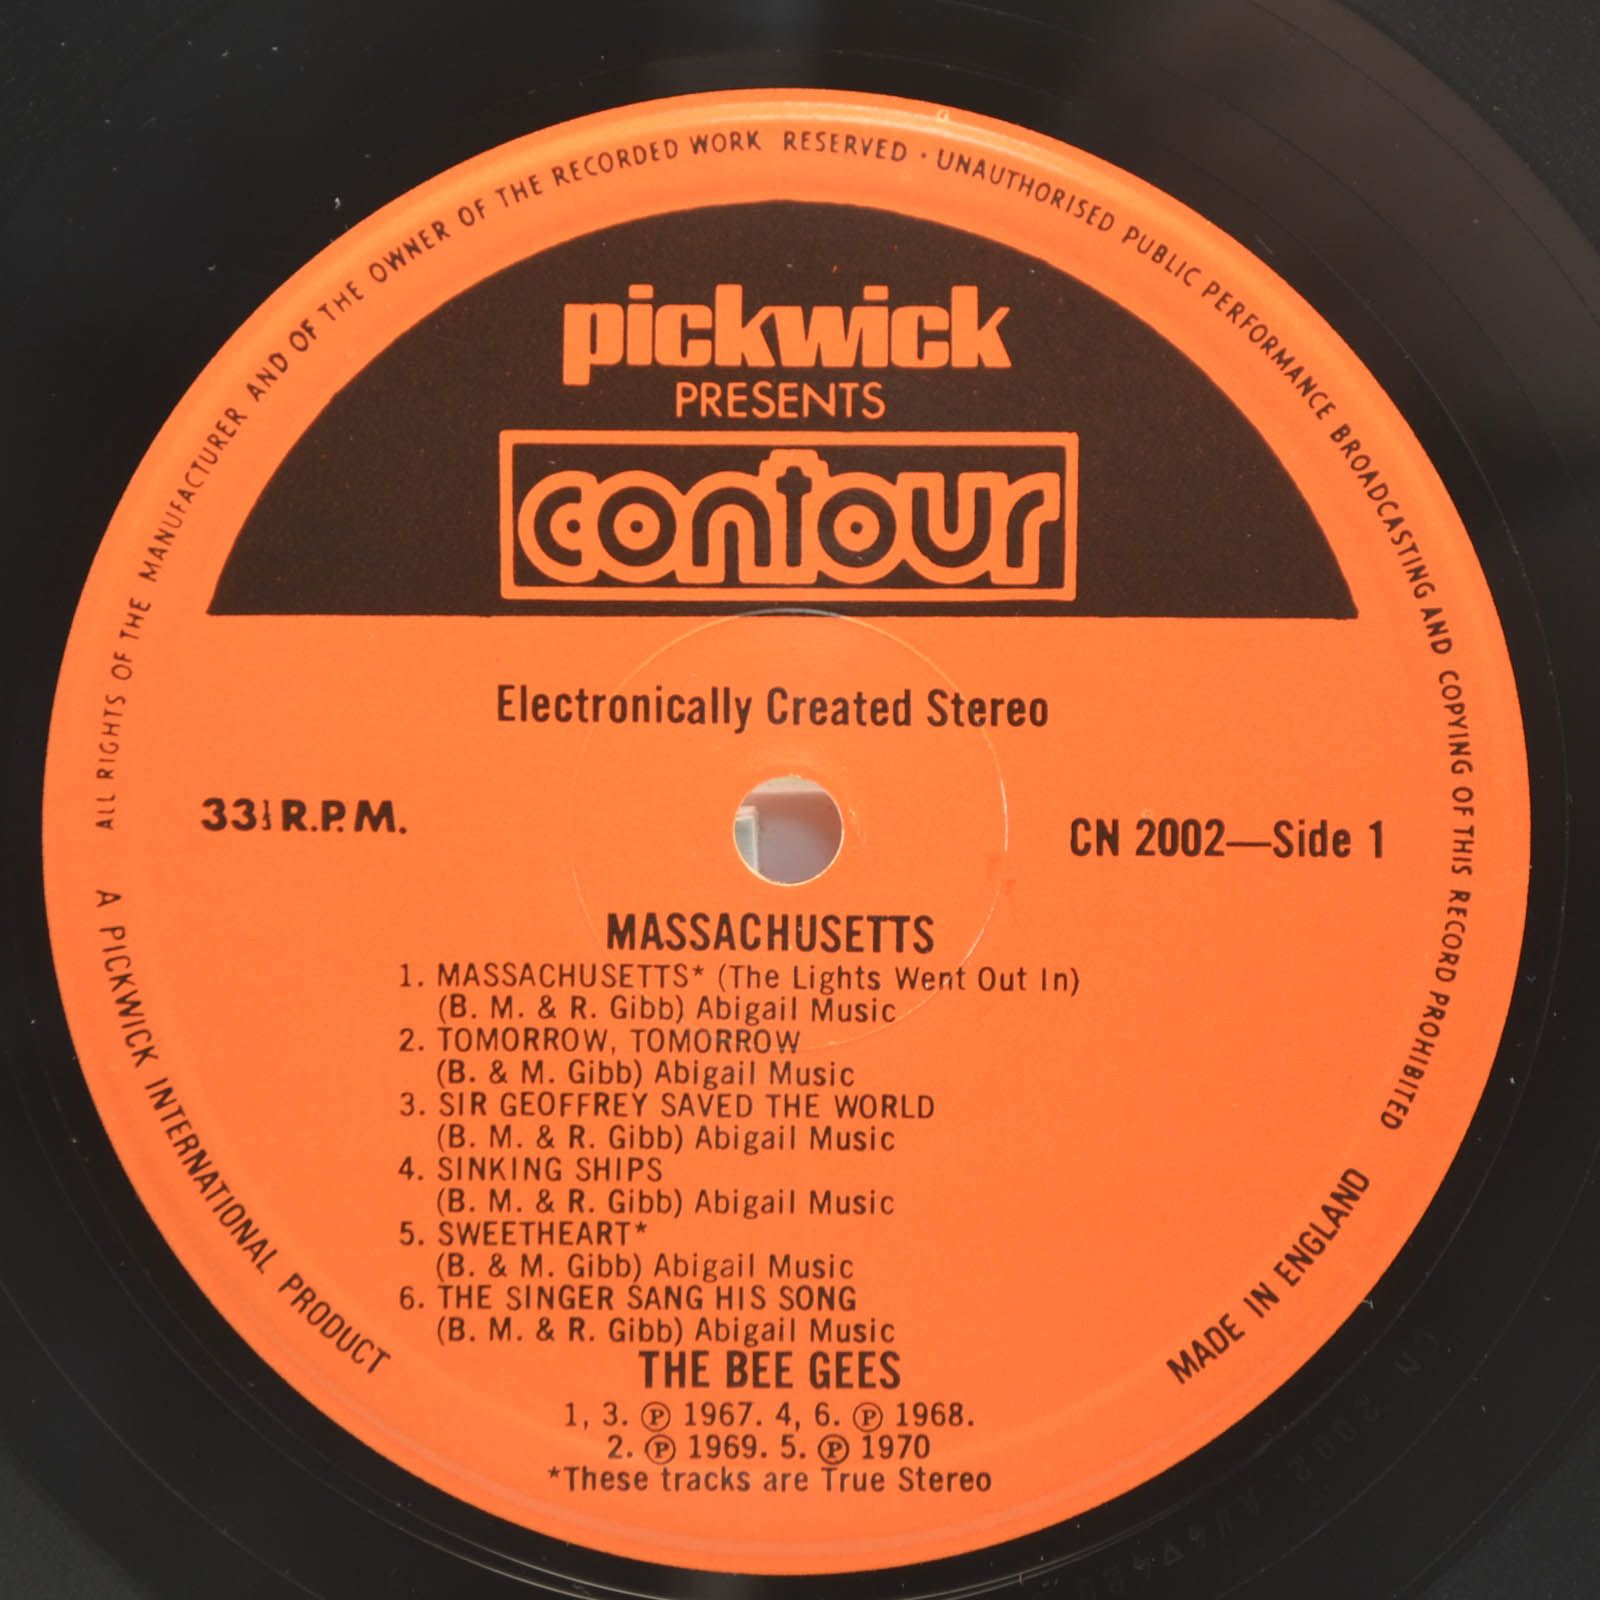 ALL RIGHTS OF THE MANUFACTURER AND OF THE OWNER OF THE RECORDED WORK RESERVED · UNAUTHORISED PUBLIC PERFORMANCE BROADCASTING AND COPYING OF THIS RECORD PROHIBITED
pickwick
PRESENTS
contour
Electronically Created Stereo
33⅓ R.P.M.
CN 2002—Side 1
MASSACHUSETTS
1. MASSACHUSETTS* (The Lights Went Out In)
(B. M. & R. Gibb) Abigail Music
2. TOMORROW, TOMORROW
(B. & M. Gibb) Abigail Music
3. SIR GEOFFREY SAVED THE WORLD
(B. M. & R. Gibb) Abigail Music
4. SINKING SHIPS
(B. M. & R. Gibb) Abigail Music
5. SWEETHEART*
(B. & M. Gibb) Abigail Music
6. THE SINGER SANG HIS SONG
(B. M. & R. Gibb) Abigail Music
THE BEE GEES
1, 3. ℗ 1967. 4, 6. ℗ 1968.
2. ℗ 1969. 5. ℗ 1970
*These tracks are True Stereo
A PICKWICK INTERNATIONAL PRODUCT
MADE IN ENGLAND
CN 2002